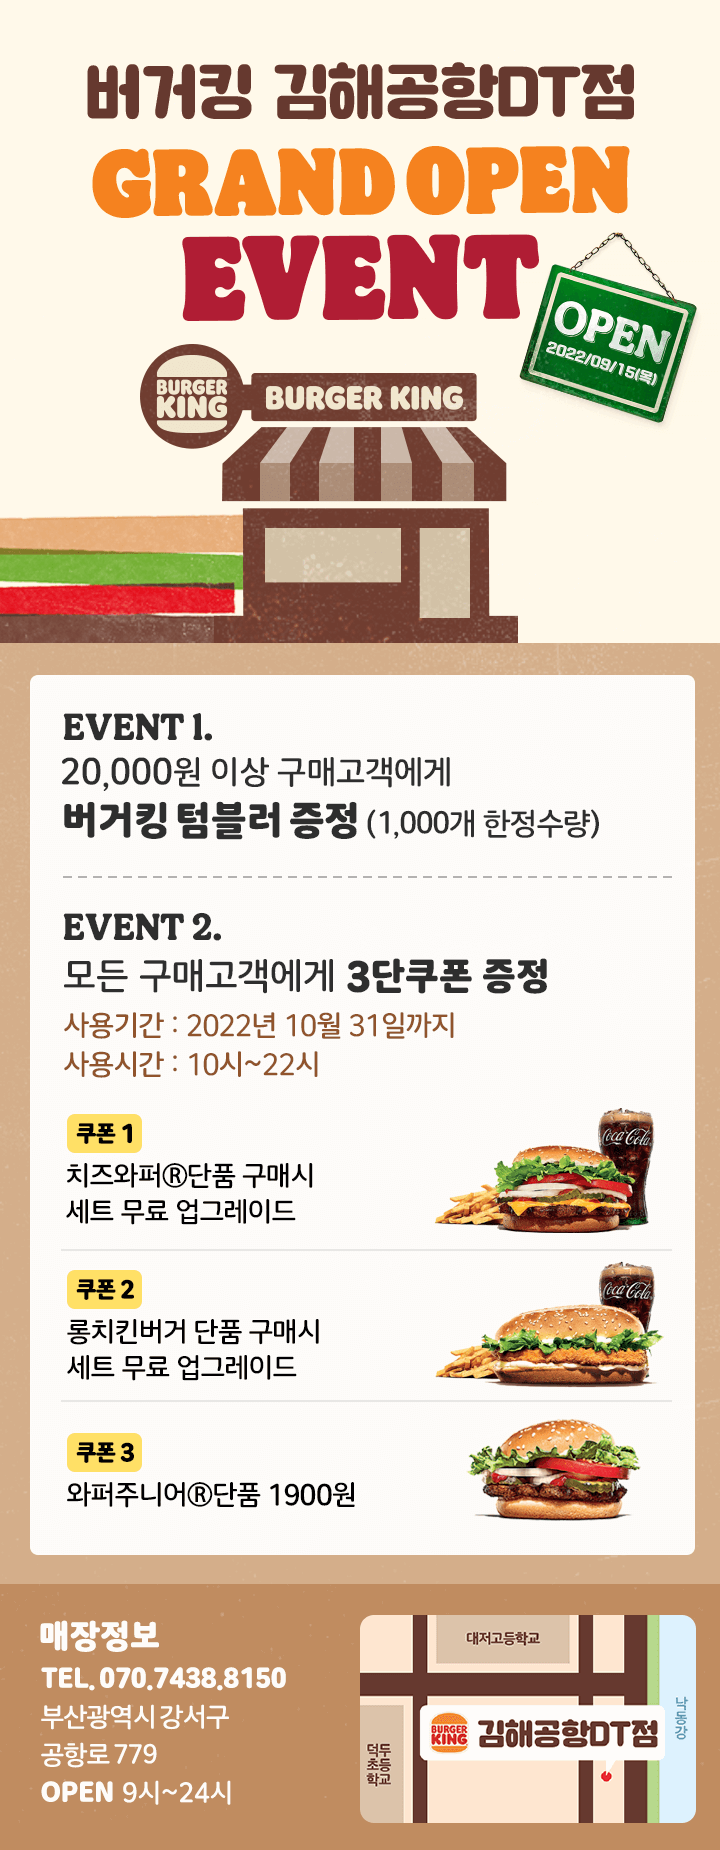 버거킹 김해공항DT점
GRAND OPEN
EVENT
OPEN
2022/09/15(목)
BURGER
KING
BURGER KING
EVENT 1.
20,000원 이상 구매고객에게
버거킹 텀블러 증정 (1,000개 한정수량)
EVENT 2.
모든 구매고객에게 3단쿠폰 증정
사용기간 : 2022년 10월 31일까지
사용시간 : 10시~22시
쿠폰 1
치즈와퍼®단품 구매시
세트 무료 업그레이드
Coca-Cola
쿠폰 2
롱치킨버거 단품 구매시
세트 무료 업그레이드
Coca-Cola
쿠폰 3
와퍼주니어®단품 1900원
매장정보
TEL. 070.7438.8150
부산광역시 강서구
공항로 779
OPEN 9시~24시
대저고등학교
낙동강
BURGER
KING
김해공항DT점
덕두
초등
학교